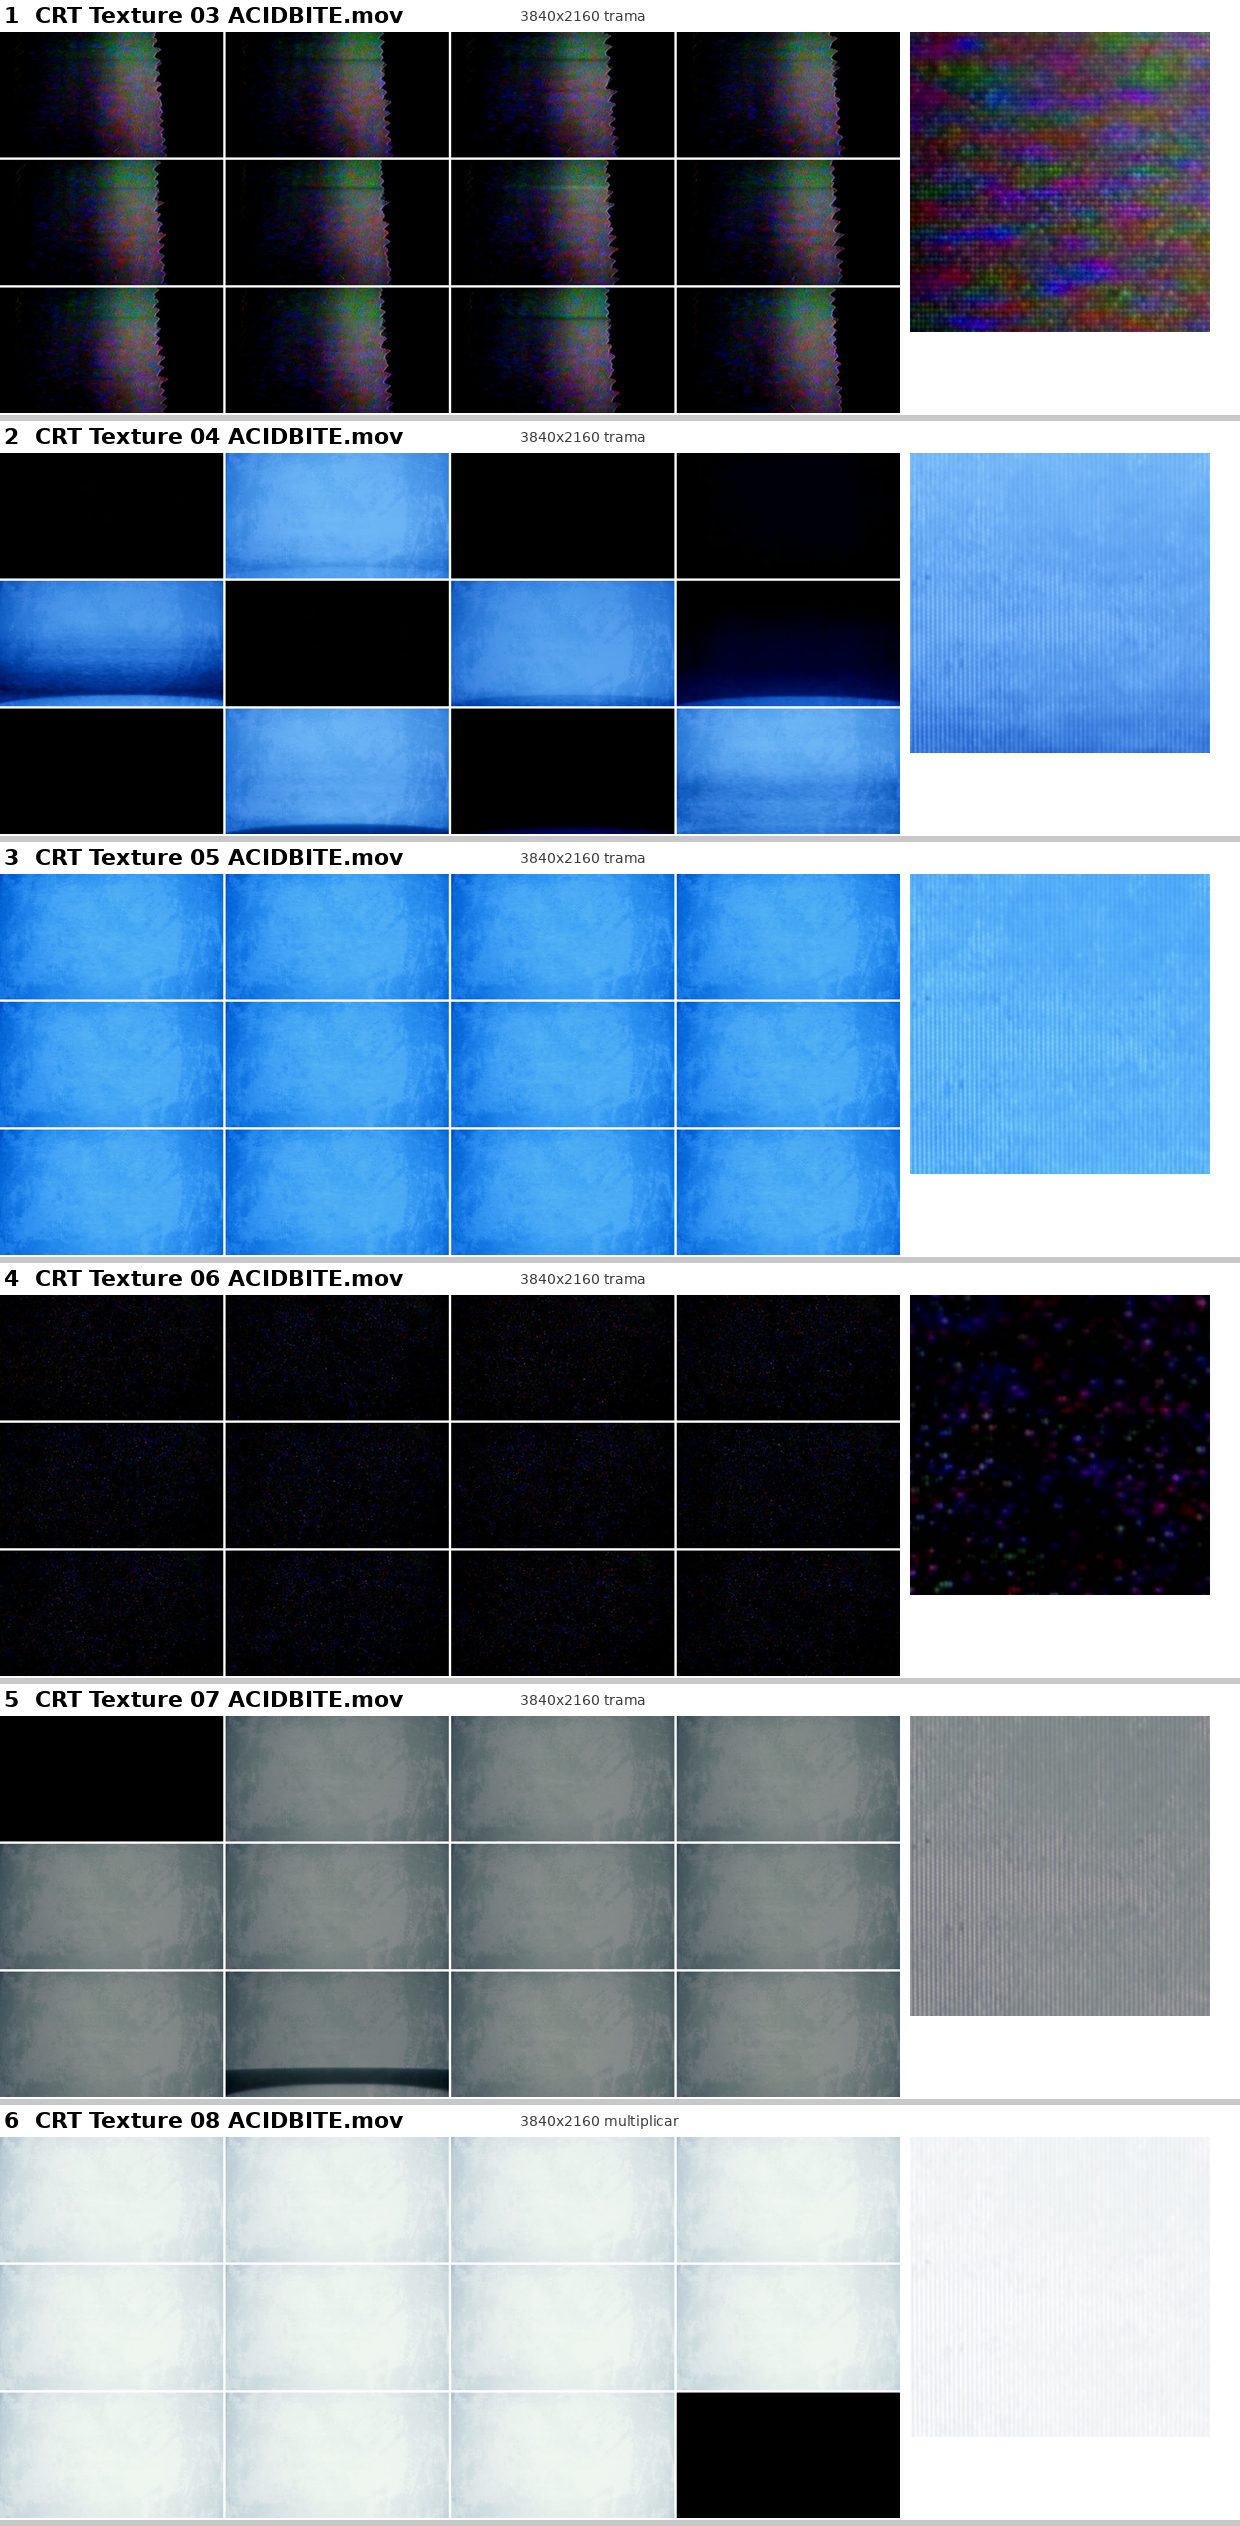 1 CRT Texture 03 ACIDBITE.mov 3840x2160 trama
2 CRT Texture 04 ACIDBITE.mov 3840x2160 trama
3 CRT Texture 05 ACIDBITE.mov 3840x2160 trama
4 CRT Texture 06 ACIDBITE.mov 3840x2160 trama
5 CRT Texture 07 ACIDBITE.mov 3840x2160 trama
6 CRT Texture 08 ACIDBITE.mov 3840x2160 multiplicar